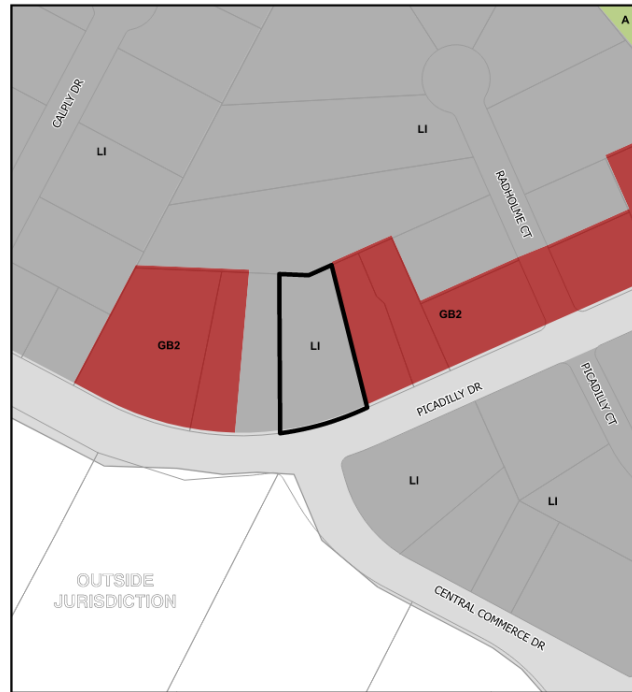 A
CALPLY DR
LI
LI
RADHOLME CT
GB2
LI
GB2
PICADILLY DR
PICADILLY CT
LI
LI
OUTSIDE
JURISDICTION
CENTRAL COMMERCE DR